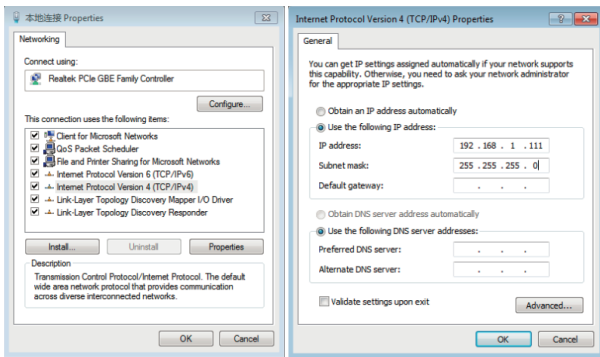 本地连接 Properties
Networking
Connect using:
Realtek PCIe GBE Family Controller
Configure...
This connection uses the following items:
Client for Microsoft Networks
QoS Packet Scheduler
File and Printer Sharing for Microsoft Networks
Internet Protocol Version 6 (TCP/IPv6)
Internet Protocol Version 4 (TCP/IPv4)
Link-Layer Topology Discovery Mapper I/O Driver
Link-Layer Topology Discovery Responder
Install... Uninstall Properties
Description
Transmission Control Protocol/Internet Protocol. The default
wide area network protocol that provides communication
across diverse interconnected networks.
OK Cancel
Internet Protocol Version 4 (TCP/IPv4) Properties
General
You can get IP settings assigned automatically if your network supports
this capability. Otherwise, you need to ask your network administrator
for the appropriate IP settings.
Obtain an IP address automatically
Use the following IP address:
IP address: 192 . 168 . 1 . 111
Subnet mask: 255 . 255 . 255 . 0
Default gateway: . . .
Obtain DNS server address automatically
Use the following DNS server addresses:
Preferred DNS server: . . .
Alternate DNS server: . . .
Validate settings upon exit
Advanced...
OK Cancel